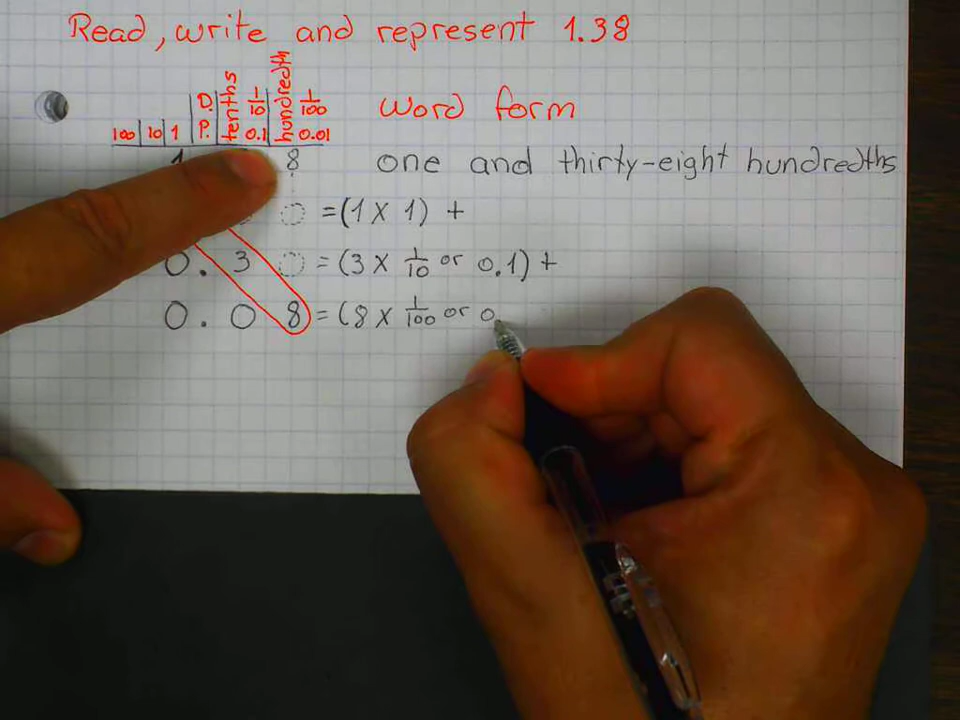 Read, write and represent 1.38
100 10 1 D.P. tenths 1/10 0.1 hundredth 1/100 0.01
word form
1 8
one and thirty-eight hundredths
=(1 X 1) +
0.3 = (3 X 1/10 or 0.1) +
0.08 = (8 X 1/100 or 0.